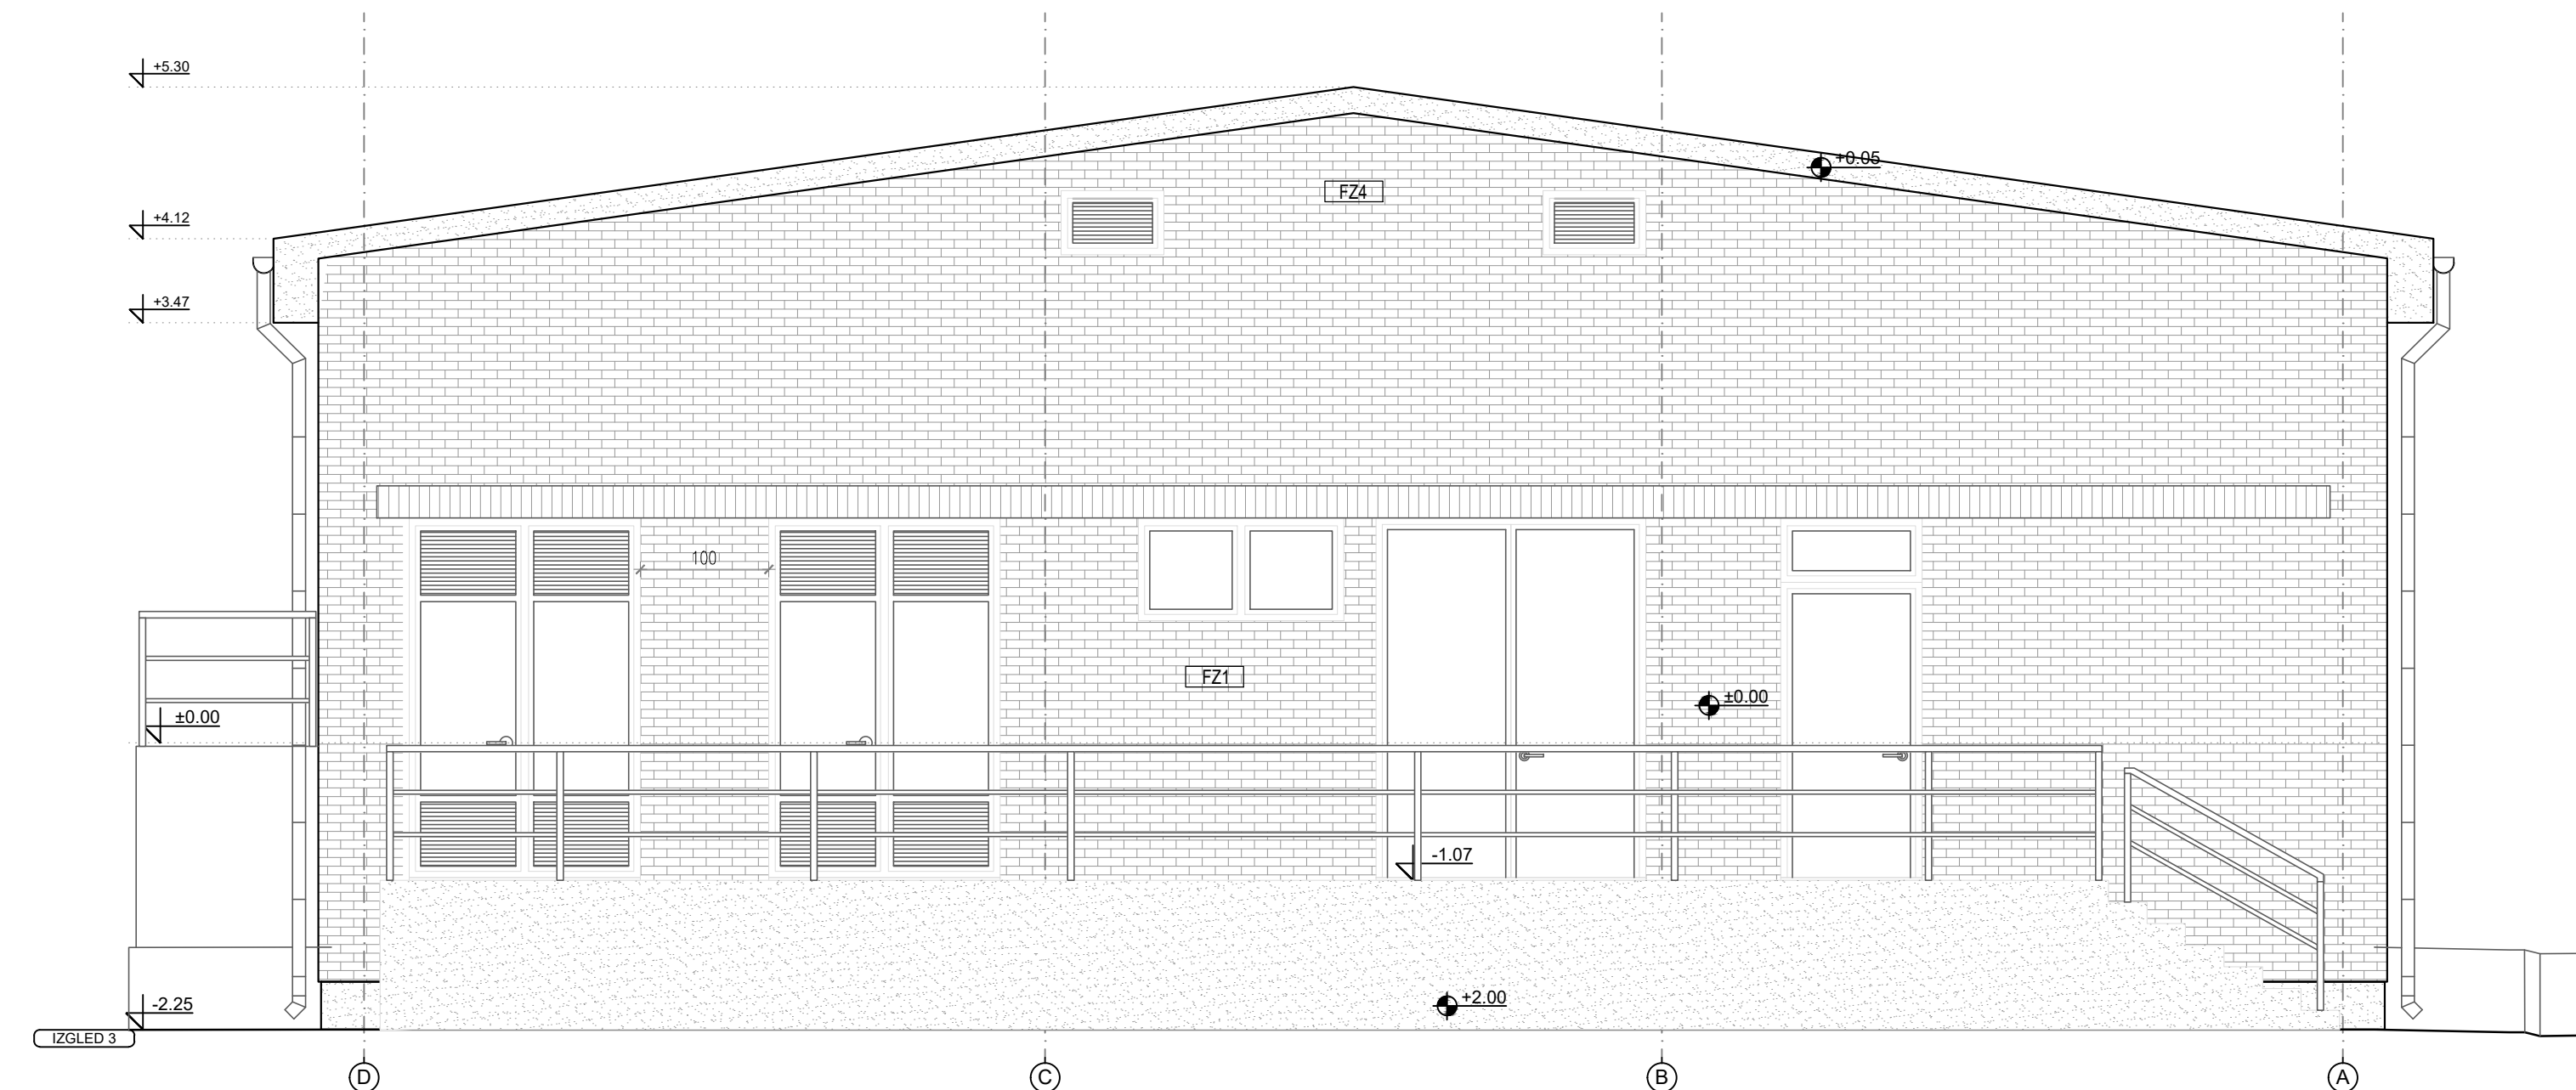 +5.30
+0.05
FZ4
+4.12
+3.47
100
FZ1
±0.00
±0.00
-1.07
-2.25
+2.00
IZGLED 3
D
C
B
A